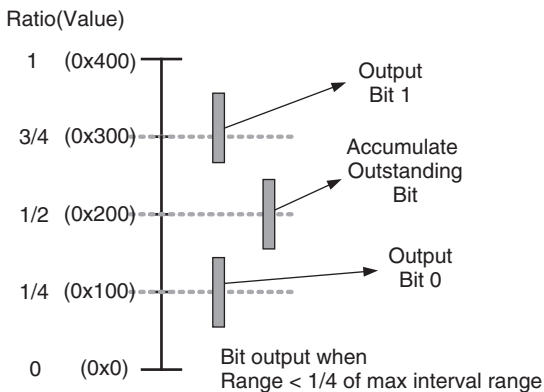 Ratio(Value)
1 (0x400)
Output
Bit 1
3/4 (0x300)
Accumulate
Outstanding
Bit
1/2 (0x200)
Output
Bit 0
1/4 (0x100)
0 (0x0)
Bit output when
Range < 1/4 of max interval range